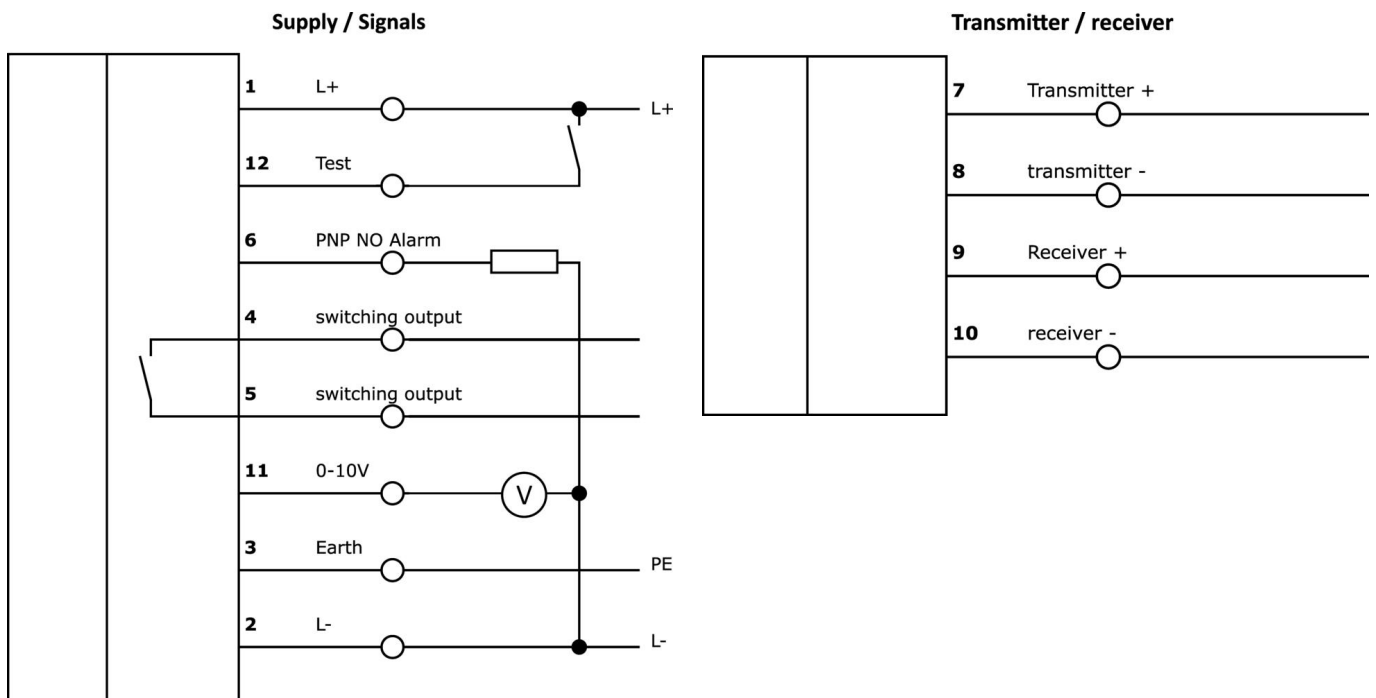 Supply / Signals
1 L+
L+
12 Test
6 PNP NO Alarm
4 switching output
5 switching output
11 0-10V
V
3 Earth
PE
2 L-
L-
Transmitter / receiver
7 Transmitter +
8 transmitter -
9 Receiver +
10 receiver -